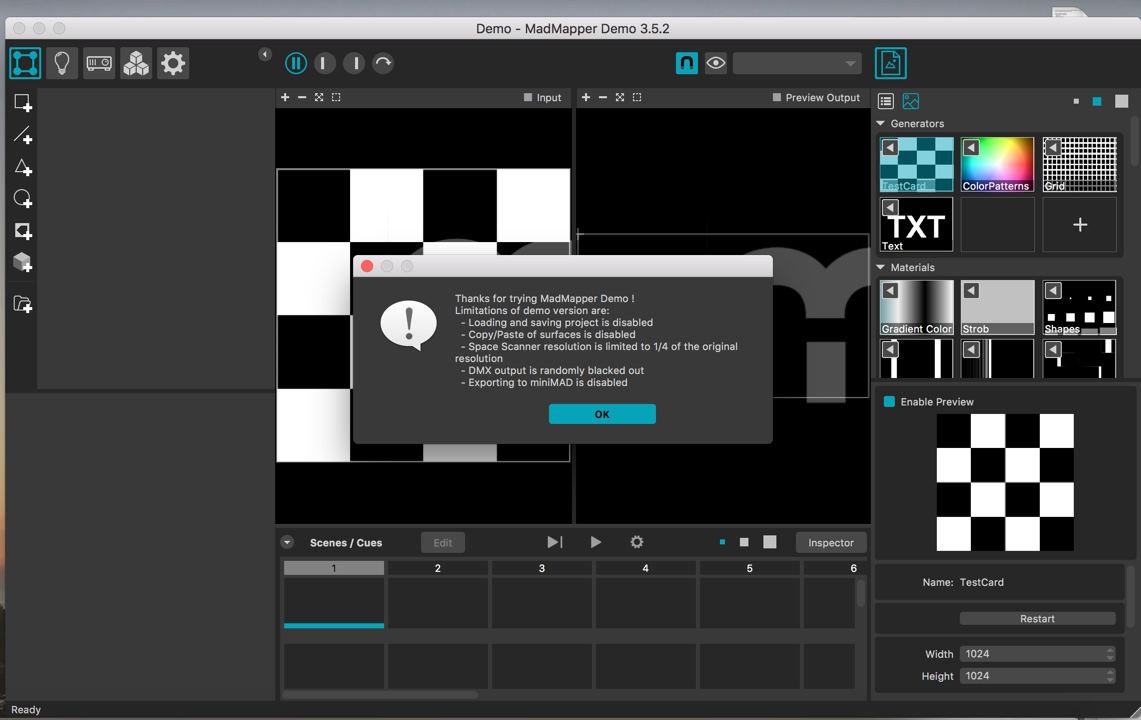 Demo - MadMapper Demo 3.5.2
Input
Preview Output
Generators
TestCard
ColorPatterns
Grid
TXT
Text
Materials
Gradient Color
Strob
Shapes
Thanks for trying MadMapper Demo !
Limitations of demo version are:
- Loading and saving project is disabled
- Copy/Paste of surfaces is disabled
- Space Scanner resolution is limited to 1/4 of the original
resolution
- DMX output is randomly blacked out
- Exporting to miniMAD is disabled
OK
Enable Preview
Scenes / Cues
Edit
Inspector
1 2 3 4 5 6
Name: TestCard
Restart
Width 1024
Height 1024
Ready